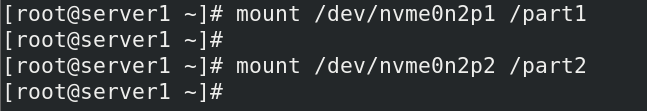 [root@server1 ~]# mount /dev/nvme0n2p1 /part1
[root@server1 ~]#
[root@server1 ~]# mount /dev/nvme0n2p2 /part2
[root@server1 ~]#